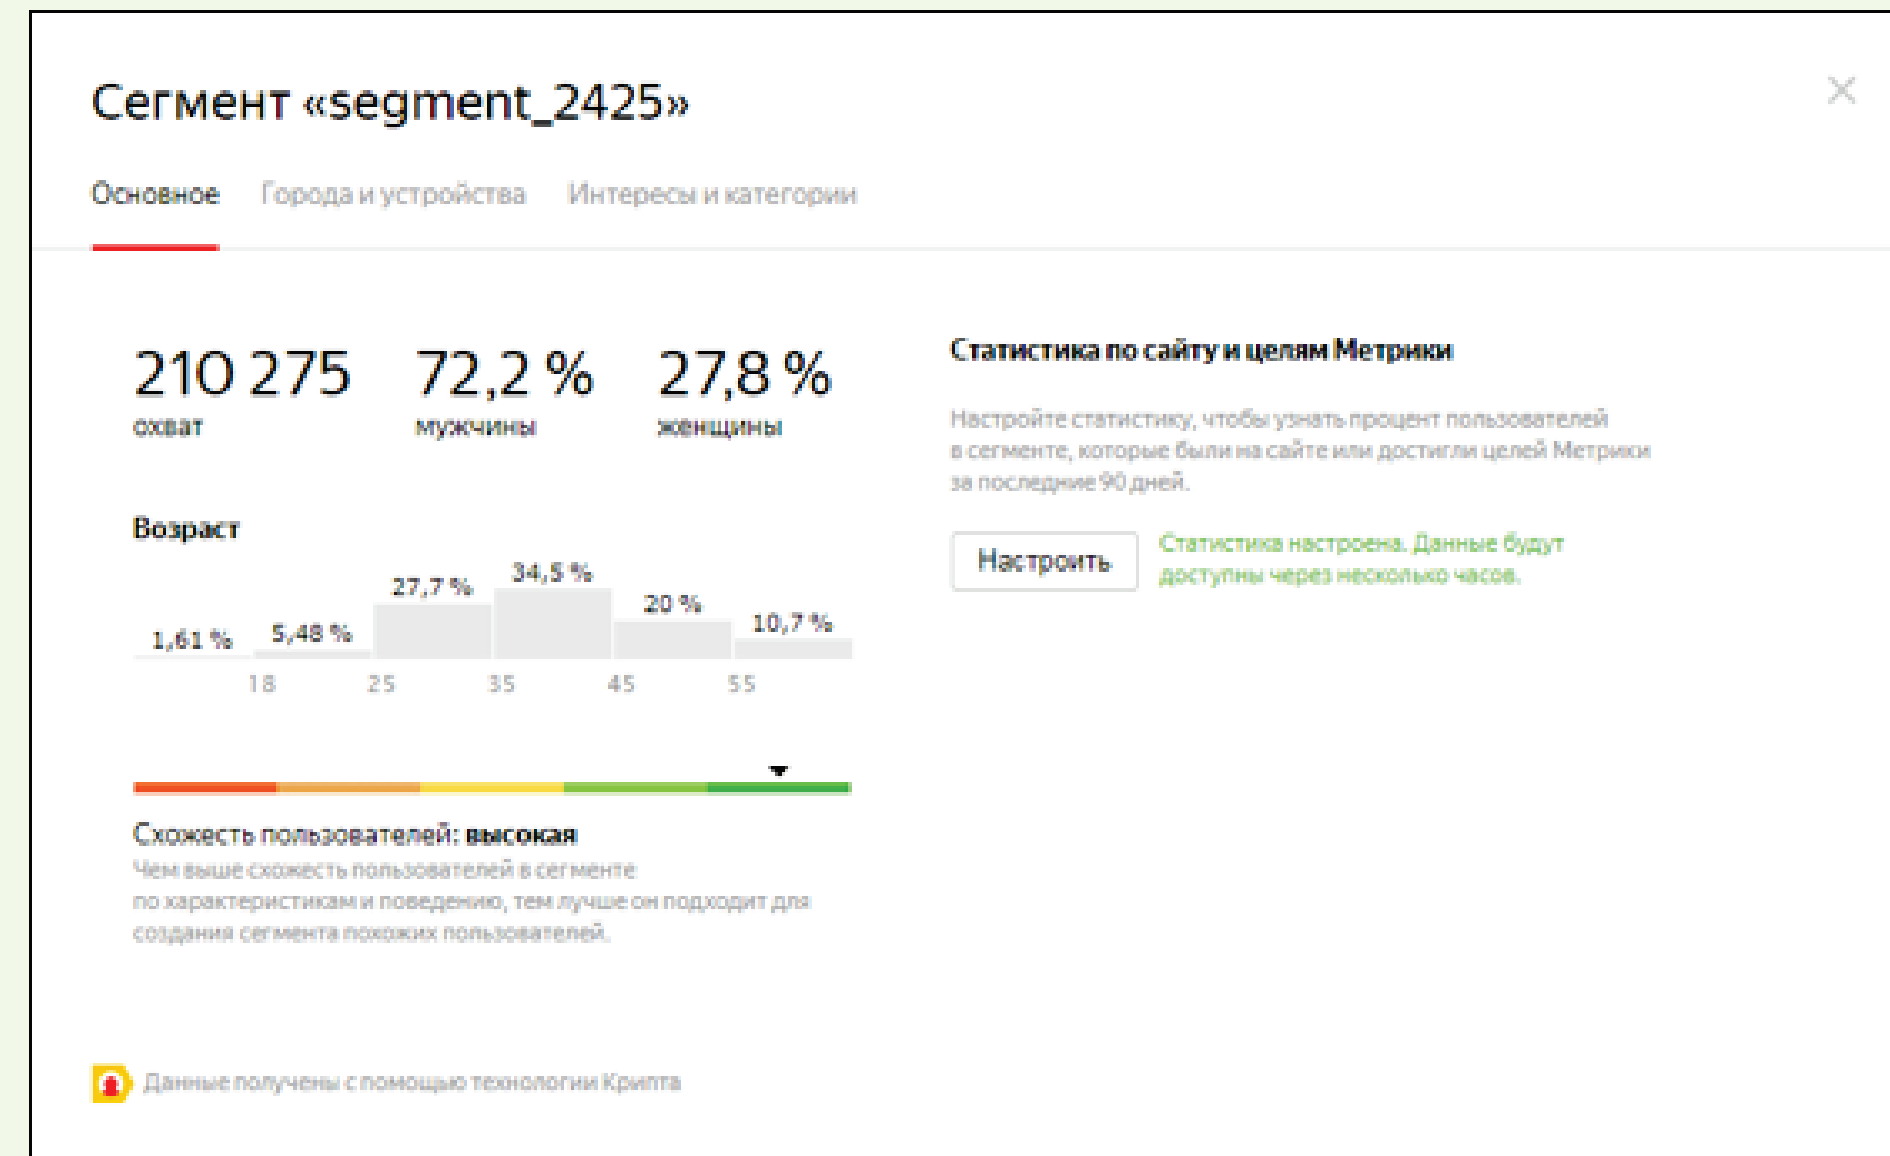 Сегмент «segment_2425»
Основное Города и устройства Интересы и категории
210 275 72,2 % 27,8 %
охват мужчины женщины
Возраст
1,61 % 5,48 % 27,7 % 34,5 % 20 % 10,7 %
18 25 35 45 55
Схожесть пользователей: высокая
Чем выше схожесть пользователей в сегменте
по характеристикам и поведению, тем лучше он подходит для
создания сегмента похожих пользователей.
Статистика по сайту и целям Метрики
Настройте статистику, чтобы узнать процент пользователей
в сегменте, которые были на сайте или достигли целей Метрики
за последние 90 дней.
Настроить
Статистика настроена. Данные будут
доступны через несколько часов.
Данные получены с помощью технологии Крипта